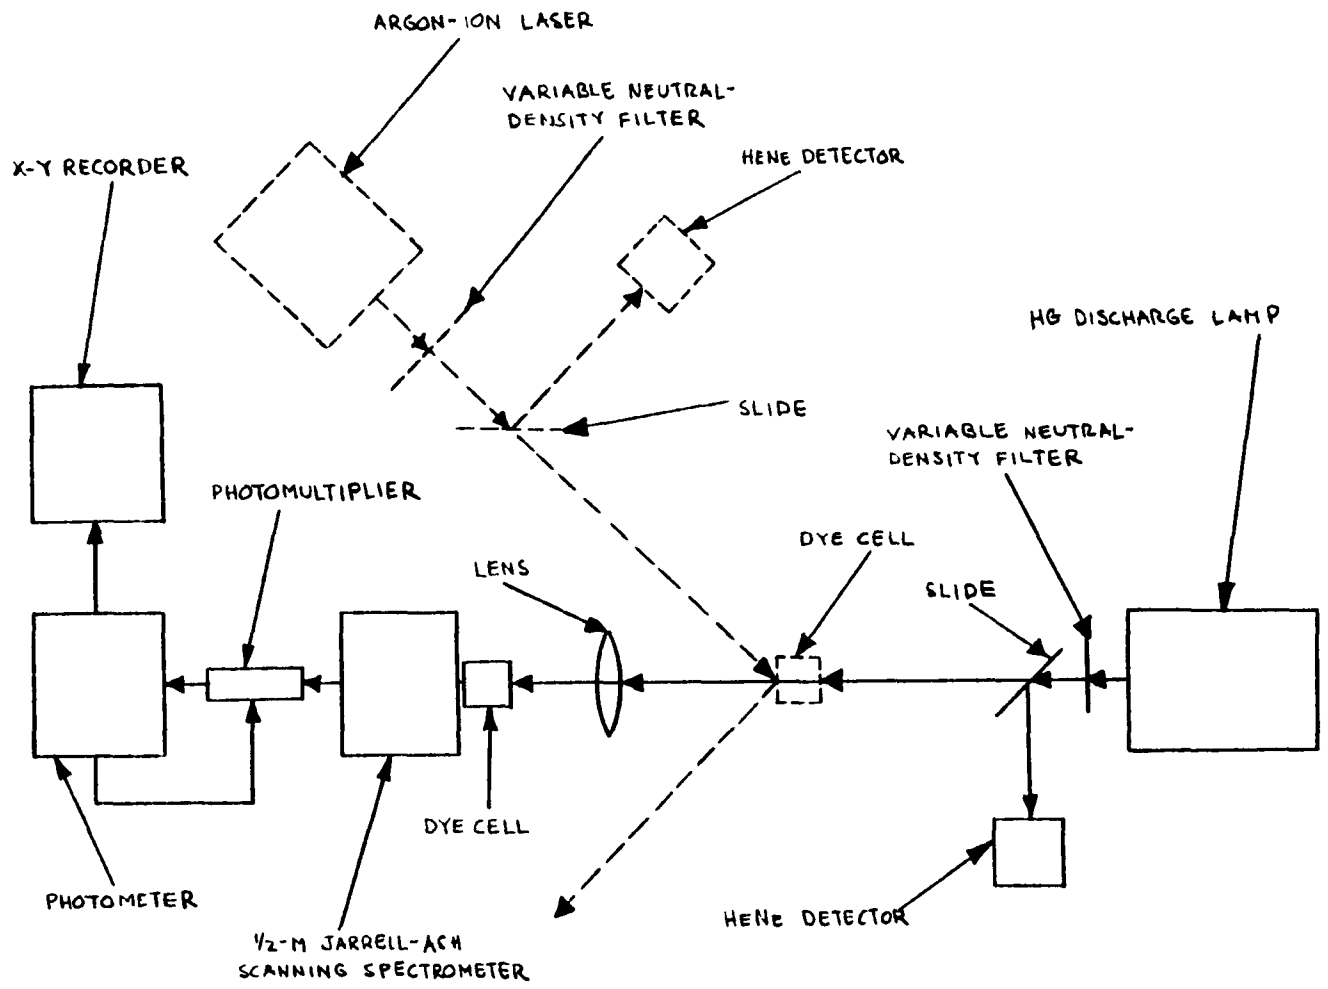 ARGON-ION LASER
VARIABLE NEUTRAL-
DENSITY FILTER
HENE DETECTOR
X-Y RECORDER
HG DISCHARGE LAMP
SLIDE
VARIABLE NEUTRAL-
DENSITY FILTER
PHOTOMULTIPLIER
DYE CELL
LENS
SLIDE
DYE CELL
PHOTOMETER
HENE DETECTOR
1/2-M JARRELL-ASH
SCANNING SPECTROMETER